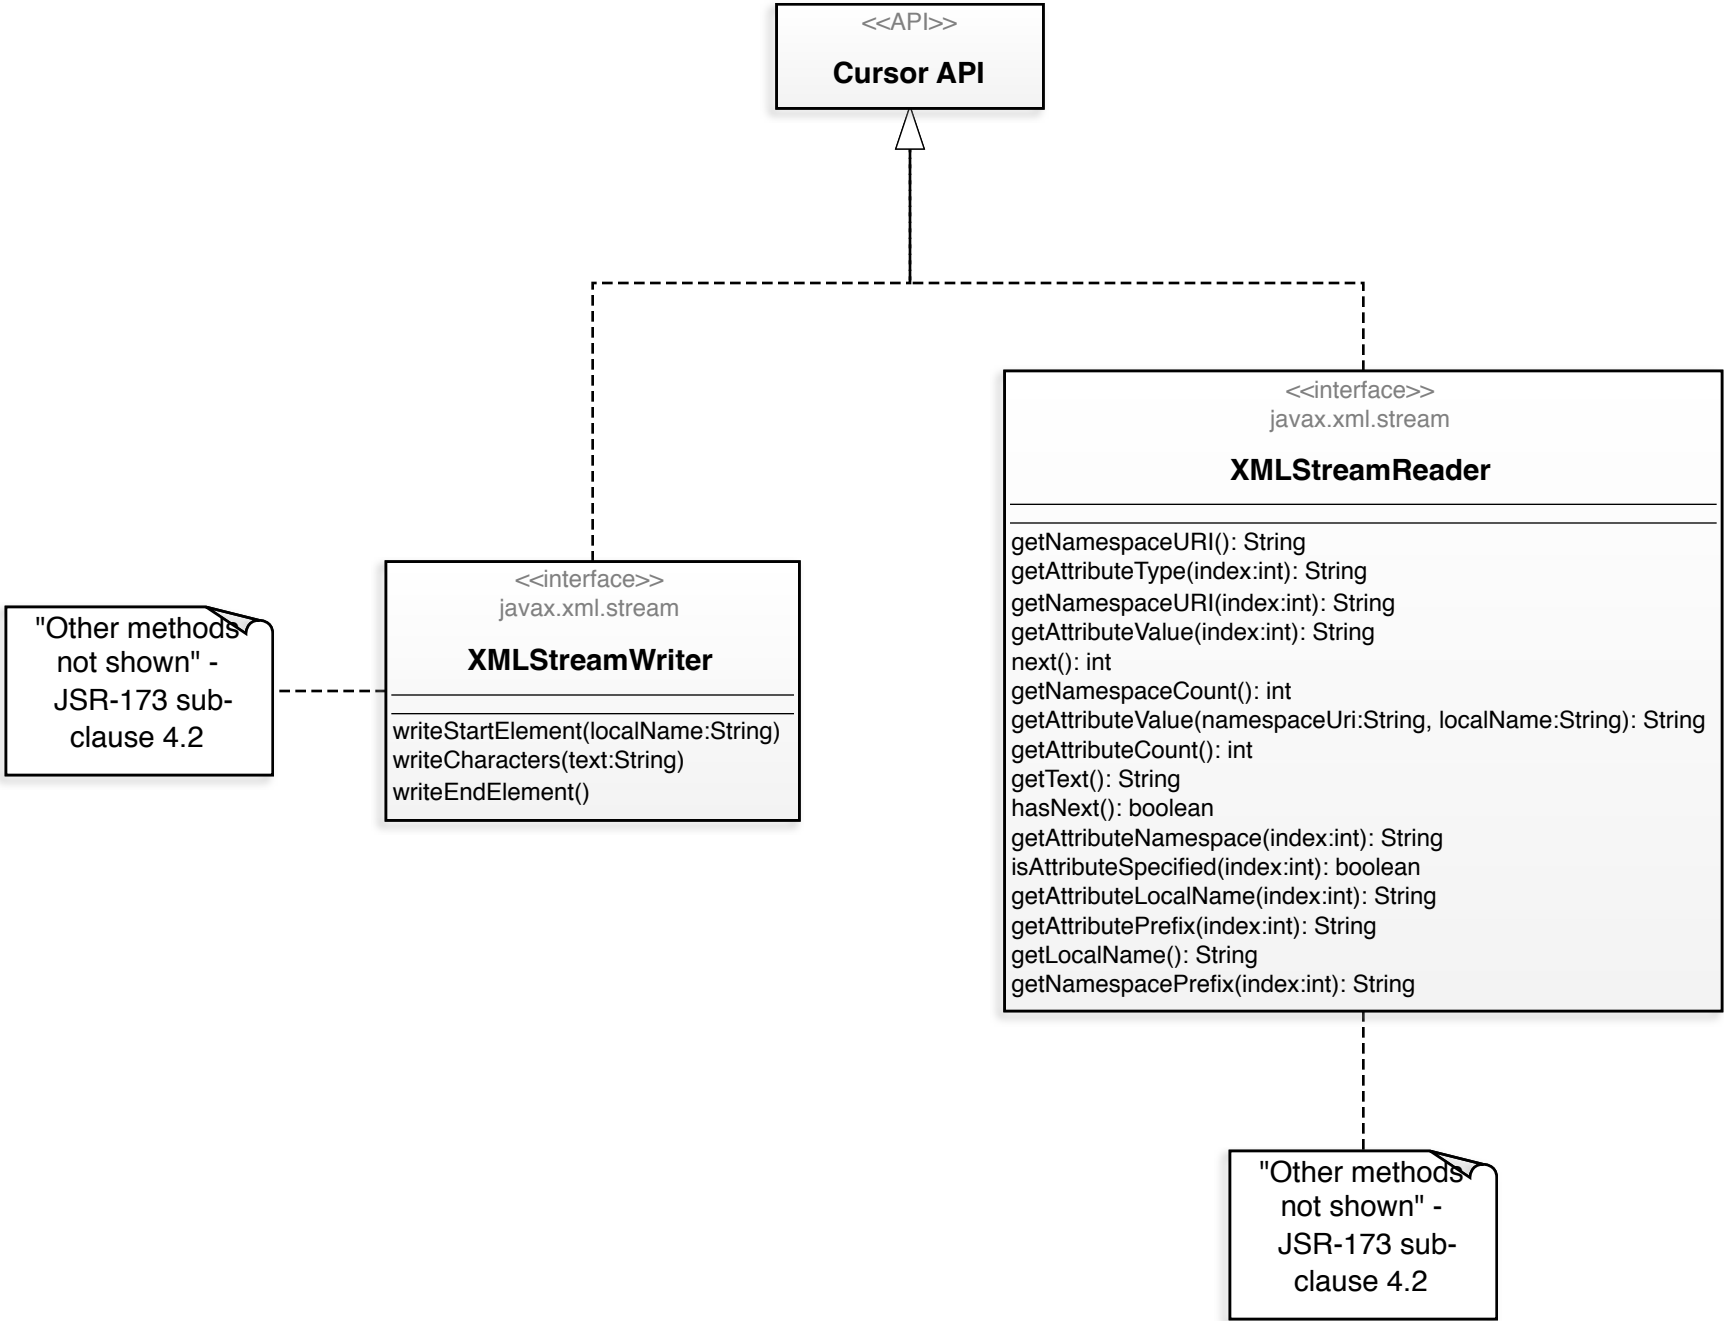 <<API>>
Cursor API
<<interface>>
javax.xml.stream
XMLStreamReader
getNamespaceURI(): String
getAttributeType(index:int): String
getNamespaceURI(index:int): String
getAttributeValue(index:int): String
next(): int
getNamespaceCount(): int
getAttributeValue(namespaceUri:String, localName:String): String
getAttributeCount(): int
getText(): String
hasNext(): boolean
getAttributeNamespace(index:int): String
isAttributeSpecified(index:int): boolean
getAttributeLocalName(index:int): String
getAttributePrefix(index:int): String
getLocalName(): String
getNamespacePrefix(index:int): String
<<interface>>
javax.xml.stream
XMLStreamWriter
writeStartElement(localName:String)
writeCharacters(text:String)
writeEndElement()
"Other methods
not shown" -
JSR-173 sub-
clause 4.2
"Other methods
not shown" -
JSR-173 sub-
clause 4.2